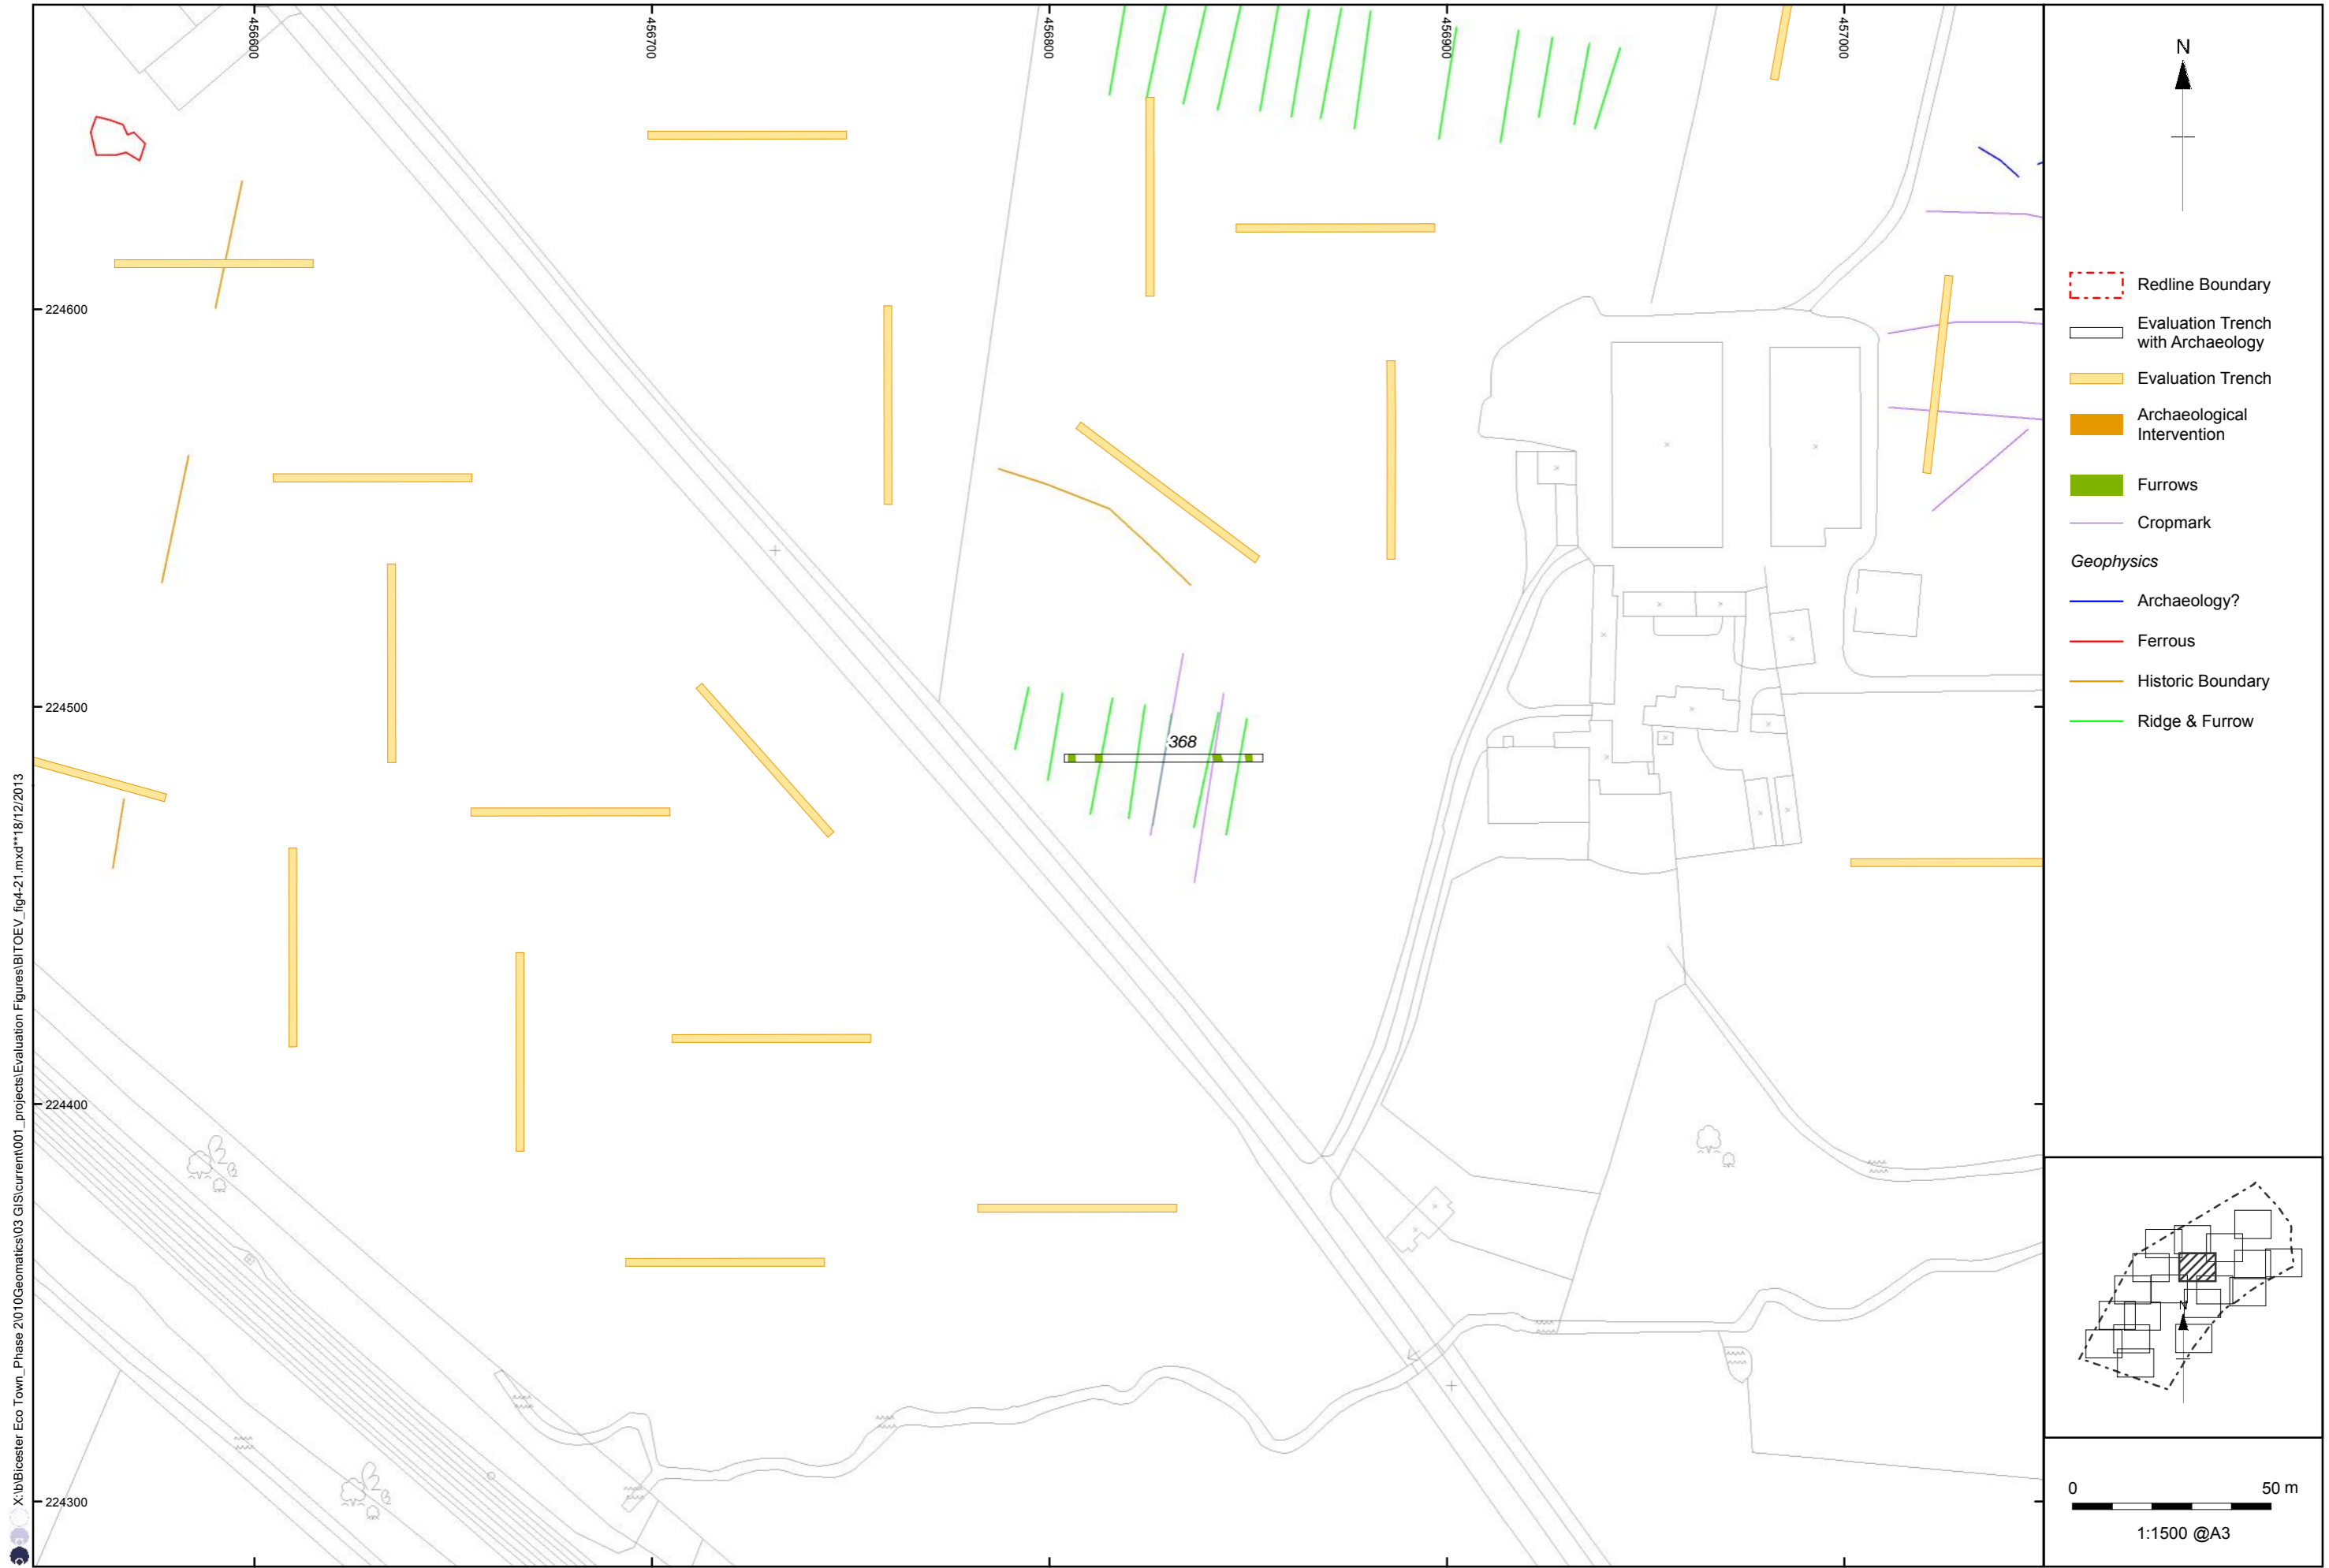 456600
456700
456800
456900
457000
224600
224500
224400
224300
368
X:\b\Bicester Eco Town_Phase 2\010Geomatics\03 GIS\current\001_projects\Evaluation Figures\BITOEV_fig4-21.mxd**18/12/2013
N
Redline Boundary
Evaluation Trench
with Archaeology
Evaluation Trench
Archaeological
Intervention
Furrows
Cropmark
Geophysics
Archaeology?
Ferrous
Historic Boundary
Ridge & Furrow
N
0 50 m
1:1500 @A3